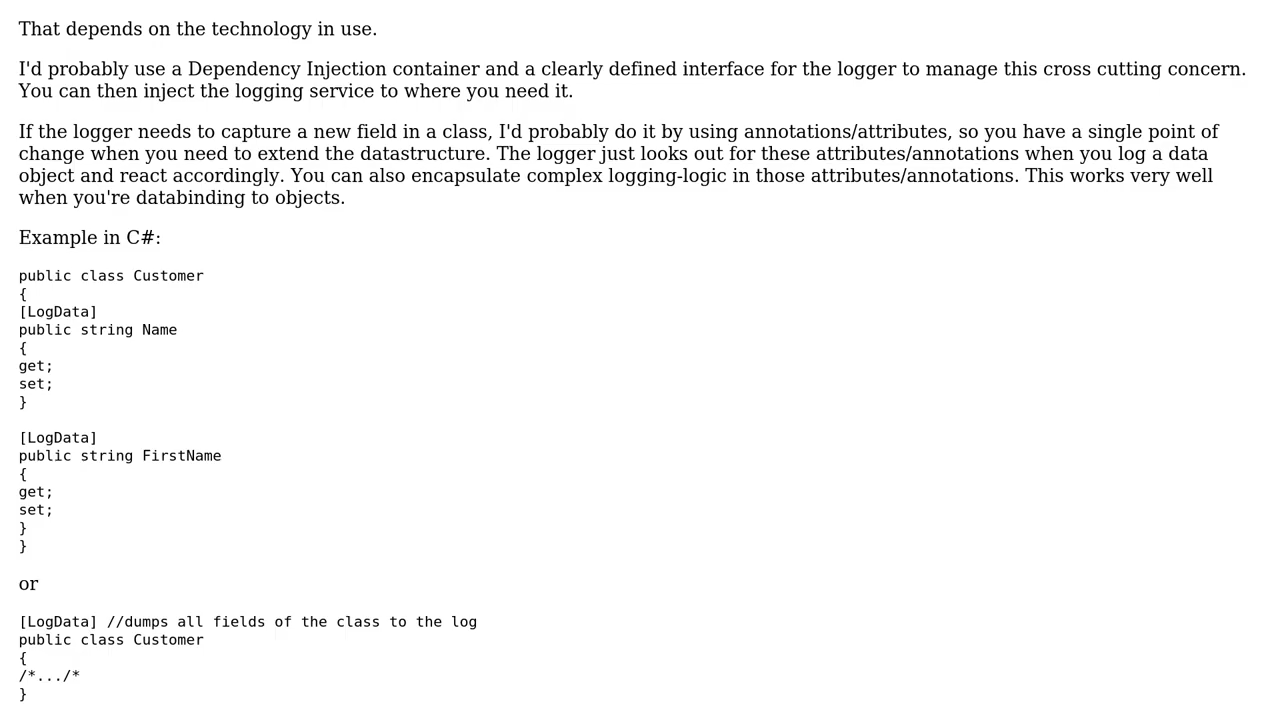 That depends on the technology in use.
I'd probably use a Dependency Injection container and a clearly defined interface for the logger to manage this cross cutting concern.
You can then inject the logging service to where you need it.
If the logger needs to capture a new field in a class, I'd probably do it by using annotations/attributes, so you have a single point of
change when you need to extend the datastructure. The logger just looks out for these attributes/annotations when you log a data
object and react accordingly. You can also encapsulate complex logging-logic in those attributes/annotations. This works very well
when you're databinding to objects.
Example in C#:
public class Customer
{
[LogData]
public string Name
{
get;
set;
}
[LogData]
public string FirstName
{
get;
set;
}
}
or
[LogData] //dumps all fields of the class to the log
public class Customer
{
/*.../*
}